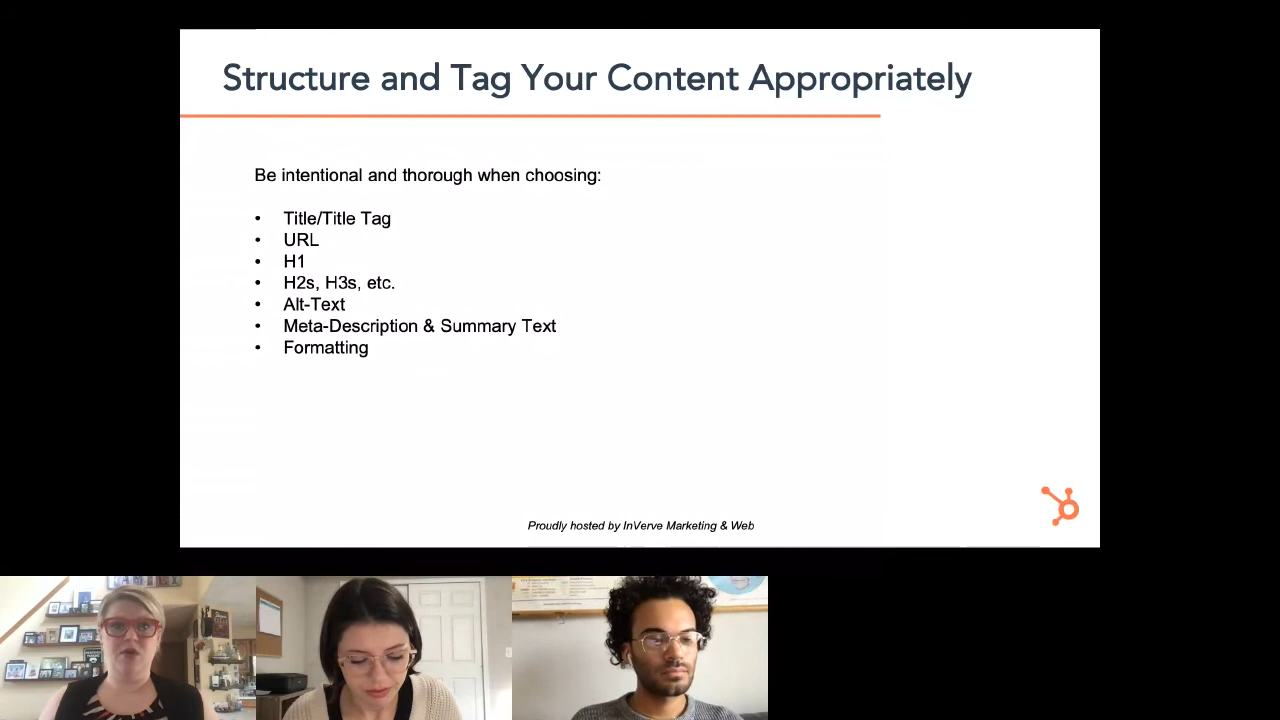 Structure and Tag Your Content Appropriately
Be intentional and thorough when choosing:
• Title/Title Tag
• URL
• H1
• H2s, H3s, etc.
• Alt-Text
• Meta-Description & Summary Text
• Formatting
Proudly hosted by InVerve Marketing & Web